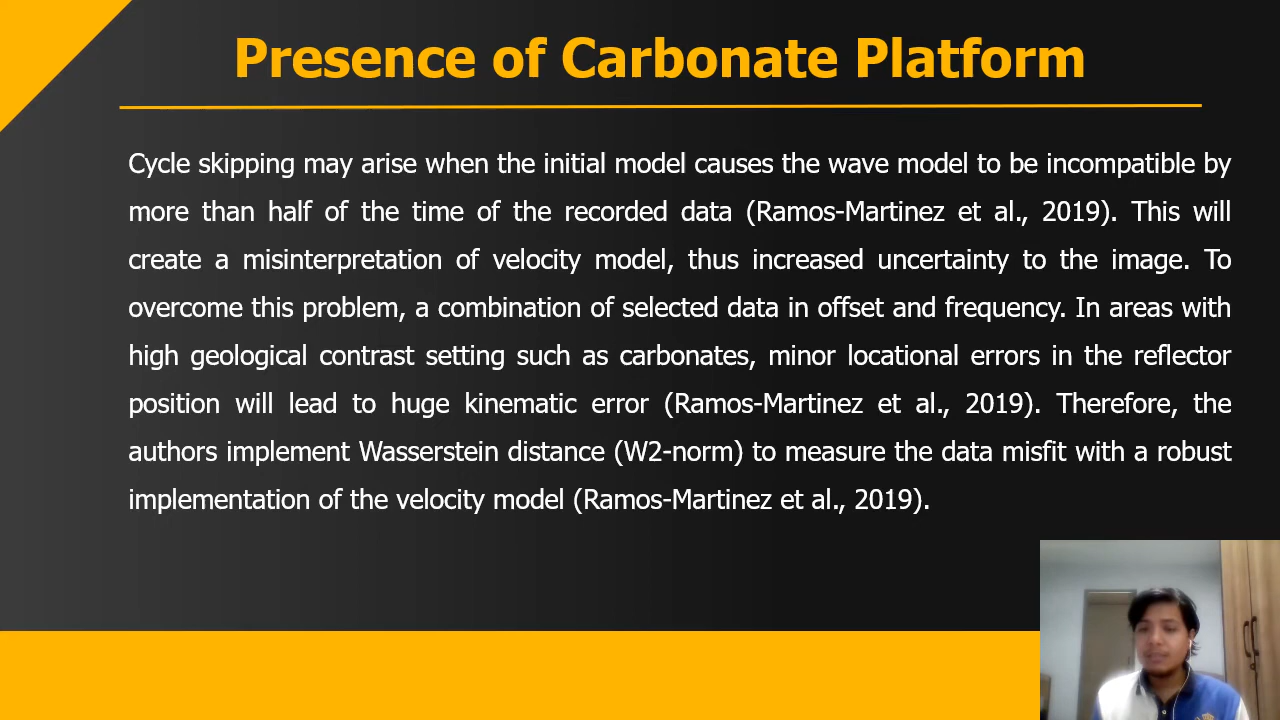 Presence of Carbonate Platform
Cycle skipping may arise when the initial model causes the wave model to be incompatible by
more than half of the time of the recorded data (Ramos-Martinez et al., 2019). This will
create a misinterpretation of velocity model, thus increased uncertainty to the image. To
overcome this problem, a combination of selected data in offset and frequency. In areas with
high geological contrast setting such as carbonates, minor locational errors in the reflector
position will lead to huge kinematic error (Ramos-Martinez et al., 2019). Therefore, the
authors implement Wasserstein distance (W2-norm) to measure the data misfit with a robust
implementation of the velocity model (Ramos-Martinez et al., 2019).